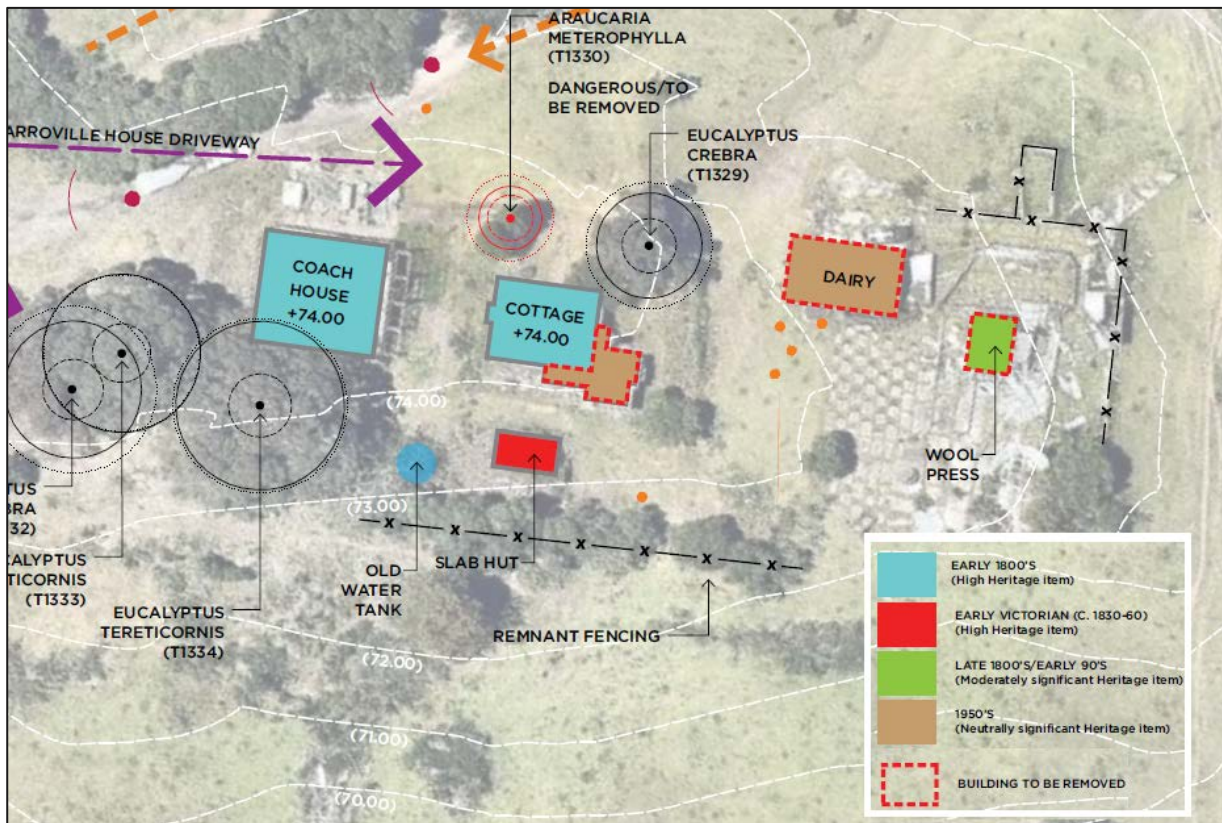 ARAUCARIA
METEROPHYLLA
(T1330)
DANGEROUS/TO
BE REMOVED
ARROVILLE HOUSE DRIVEWAY
EUCALYPTUS
CREBRA
(T1329)
COACH
HOUSE
+74.00
COTTAGE
+74.00
DAIRY
(74.00)
WOOL
PRESS
(73.00)
TUS
BRA
32)
CALYPTUS
TICORNIS
(T1333)
EUCALYPTUS
TERETICORNIS
(T1334)
OLD
WATER
TANK
SLAB HUT
REMNANT FENCING
(72.00)
(71.00)
(70.00)
EARLY 1800'S
(High Heritage item)
EARLY VICTORIAN (C. 1830-60)
(High Heritage item)
LATE 1800'S/EARLY 90'S
(Moderately significant Heritage item)
1950'S
(Neutrally significant Heritage item)
BUILDING TO BE REMOVED